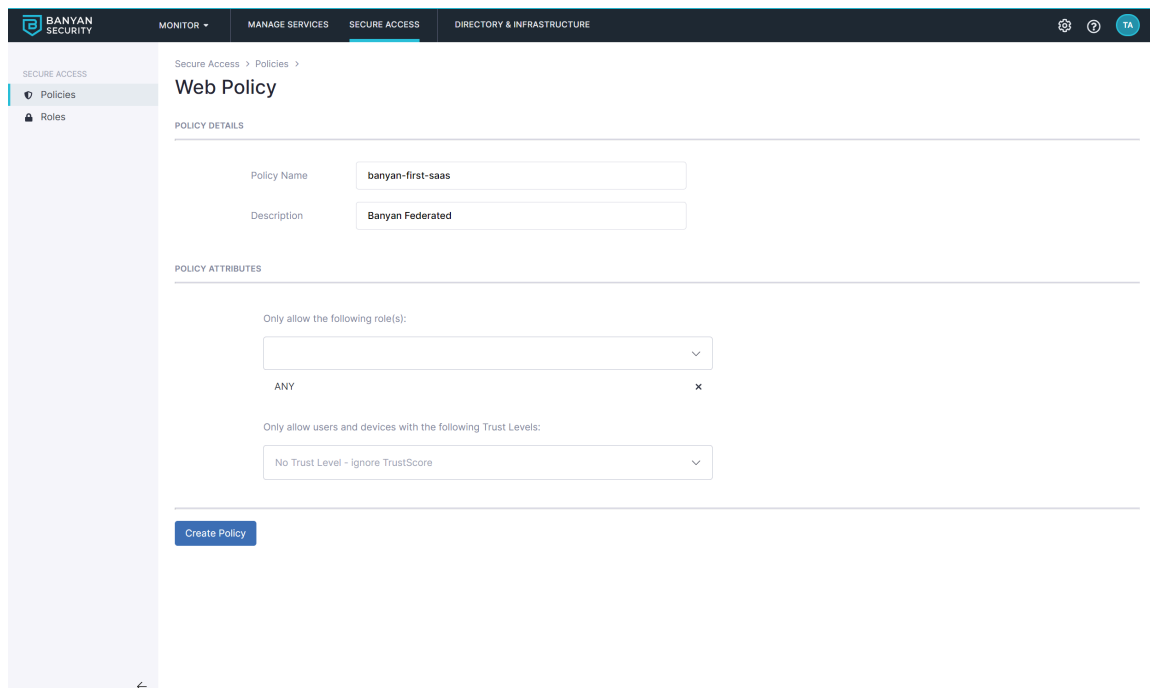 BANYAN
SECURITY
MONITOR
MANAGE SERVICES
SECURE ACCESS
DIRECTORY & INFRASTRUCTURE
TA
SECURE ACCESS
Policies
Roles
Secure Access > Policies >
Web Policy
POLICY DETAILS
Policy Name
banyan-first-saas
Description
Banyan Federated
POLICY ATTRIBUTES
Only allow the following role(s):
ANY
Only allow users and devices with the following Trust Levels:
No Trust Level - ignore TrustScore
Create Policy